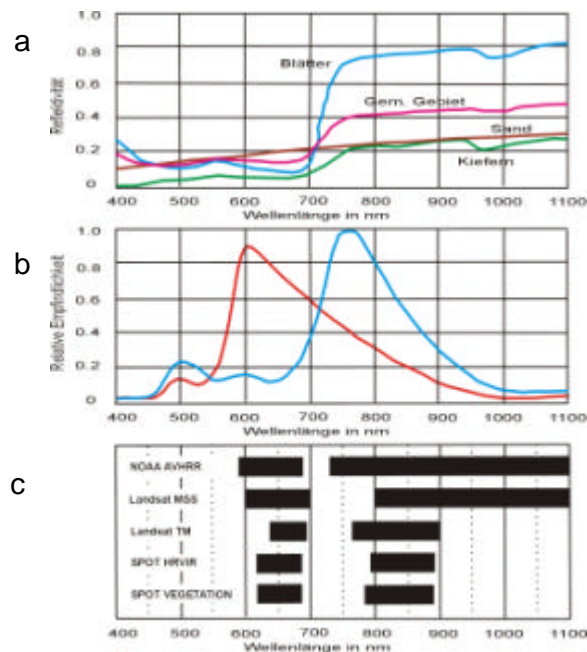 a
1.0
0.8
0.6
0.4
0.2
0
Reflektivität
Blätter
Gem. Gebiet
Sand
Kiefern
400 500 600 700 800 900 1000 1100
Wellenlänge in nm
b
1.0
0.8
0.6
0.4
0.2
0
Relative Empfindlichkeit
400 500 600 700 800 900 1000 1100
Wellenlänge in nm
c
NOAA AVHRR
Landsat MSS
Landsat TM
SPOT HRVIR
SPOT VEGETATION
400 500 600 700 800 900 1000 1100
Wellenlänge in nm